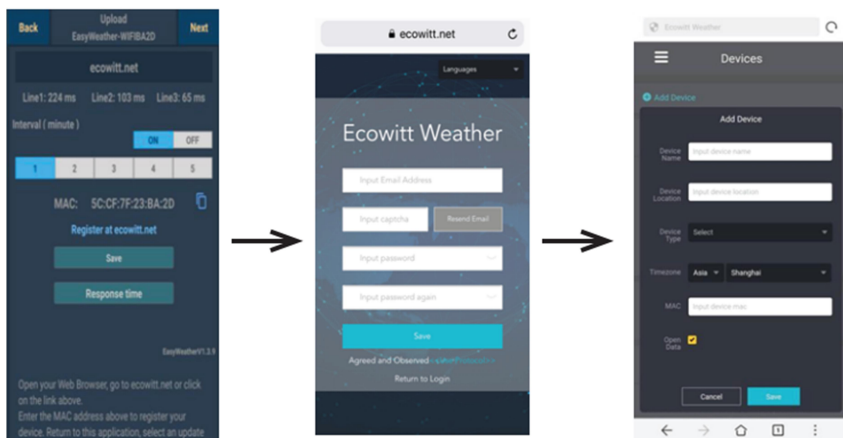 Back
Upload
EasyWeather-WIFIBA2D
Next
ecowitt.net
Line1: 224 ms Line2: 103 ms Line3: 65 ms
Interval ( minute )
ON OFF
1 2 3 4 5
MAC: 5C:CF:7F:23:BA:2D
Register at ecowitt.net
Save
Response time
EasyWeatherV1.3.9
Open your Web Browser, go to ecowitt.net or click
on the link above.
Enter the MAC address above to register your
device. Return to this application, select an update
ecowitt.net
Languages
Ecowitt Weather
Input Email Address
Input captcha Resend Email
Input password
Input password again
Save
Agreed and Observed
Return to Login
Ecowitt Weather
Devices
Add Device
Add Device
Device
Name
Input device name
Device
Location
Input device location
Device
Type
Select
Timezone Asia Shanghai
MAC Input device mac
Open
Data
Cancel Save
1